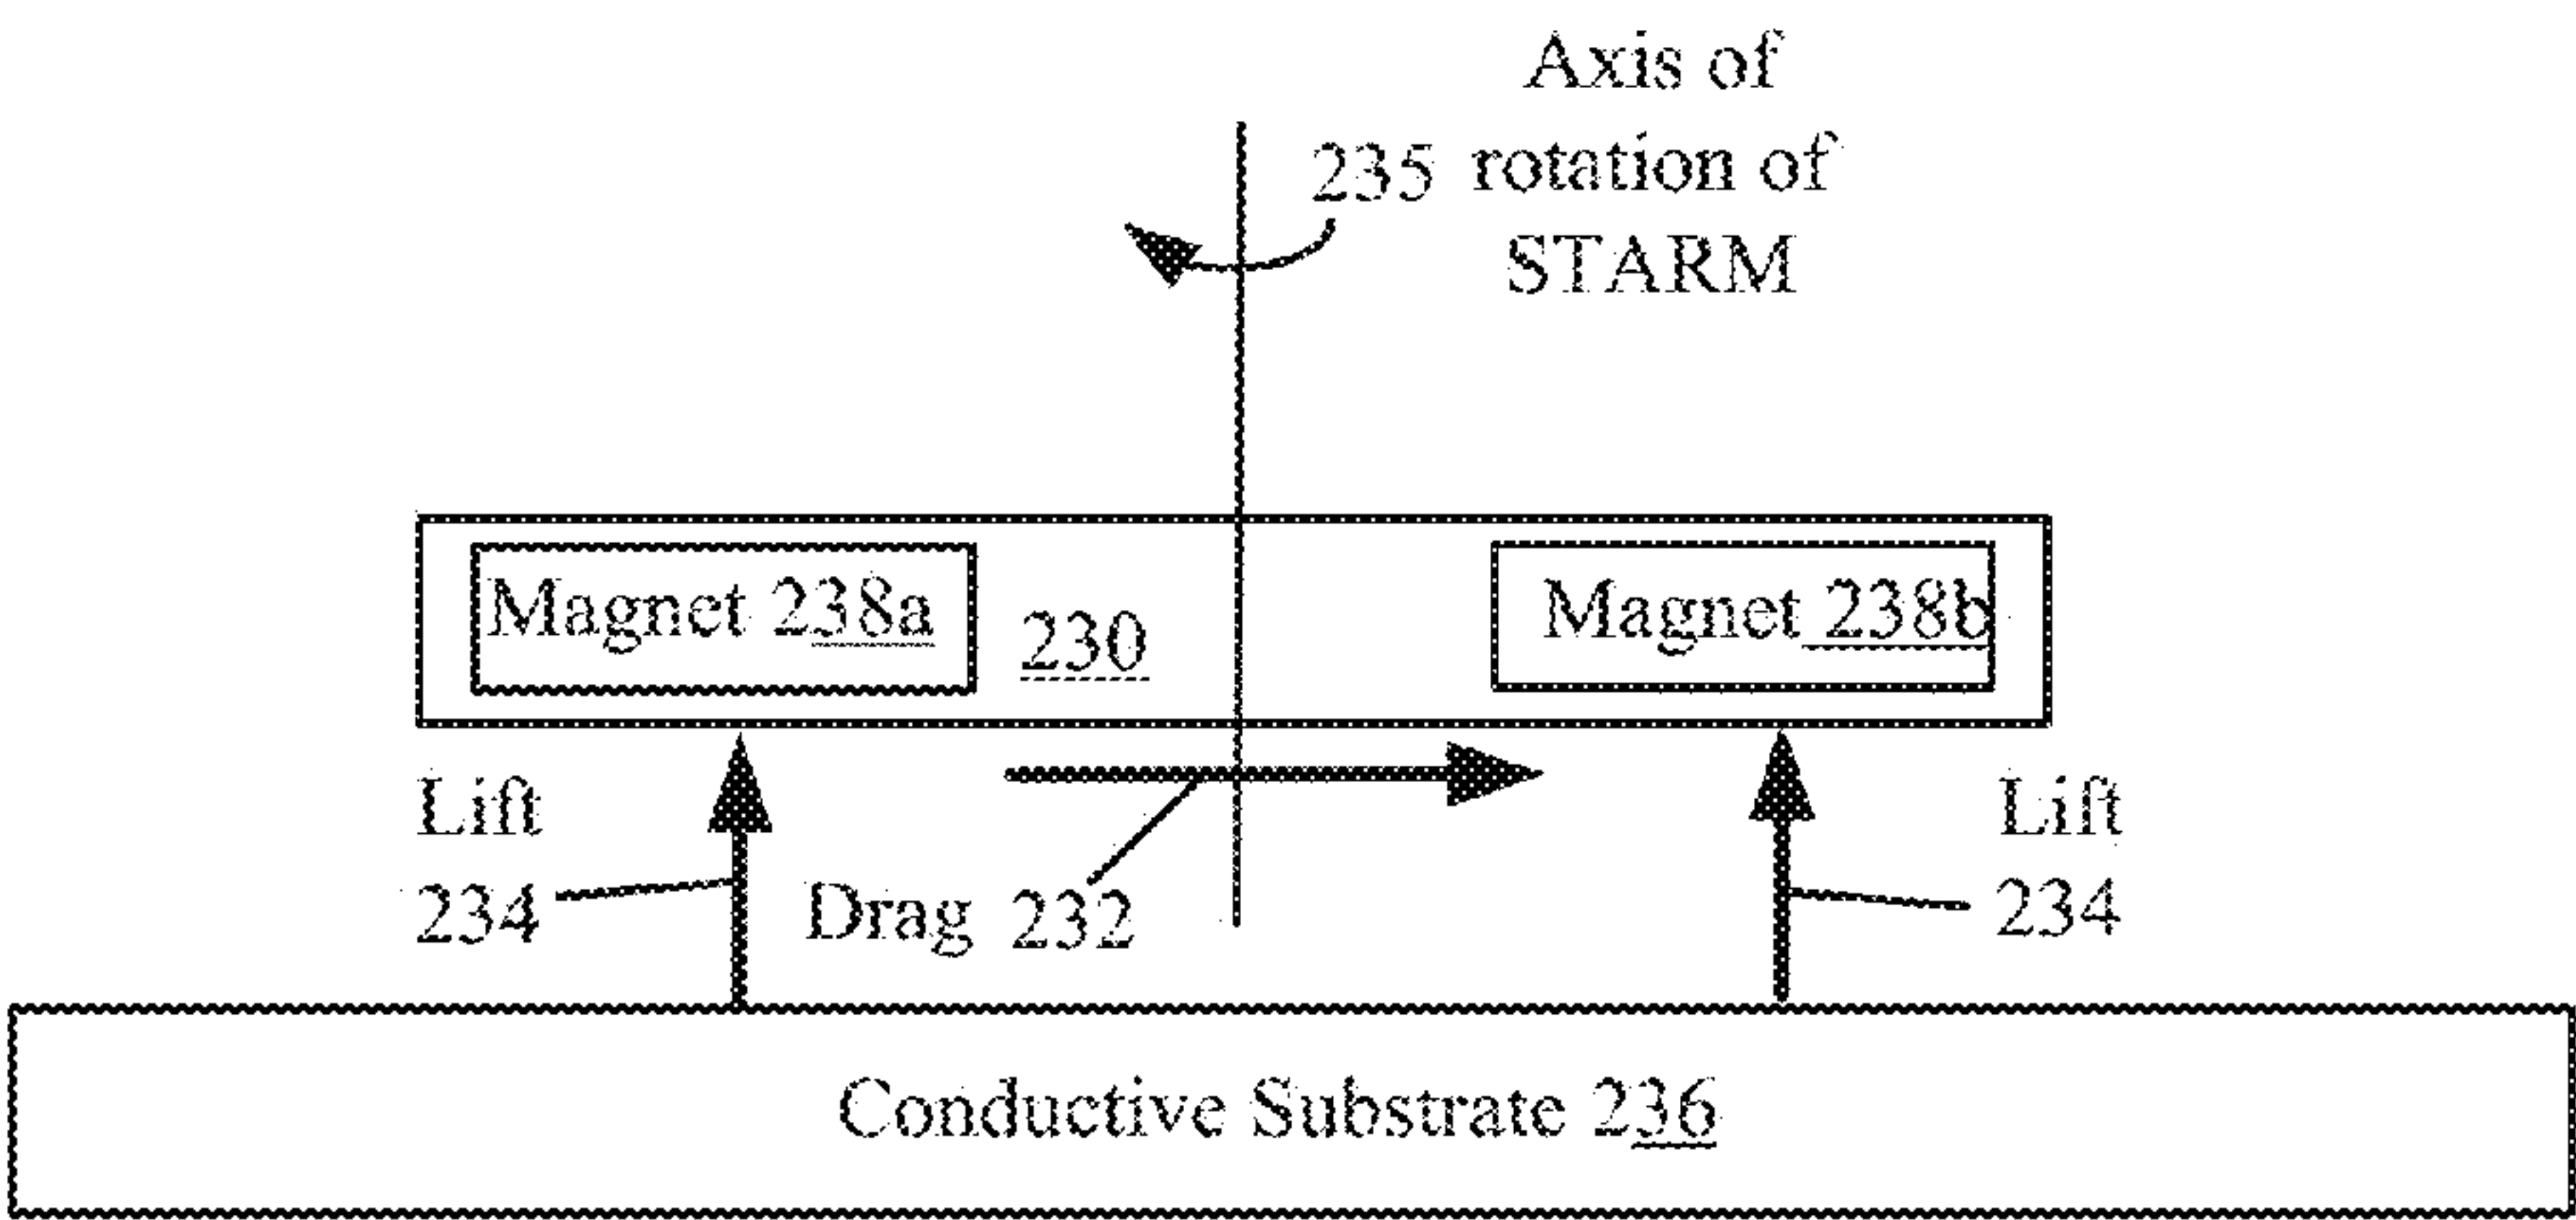 Axis of
235 rotation of
STARM
Magnet 238a
230
Magnet 238b
Lift
234
Drag 232
Lift
234
Conductive Substrate 236